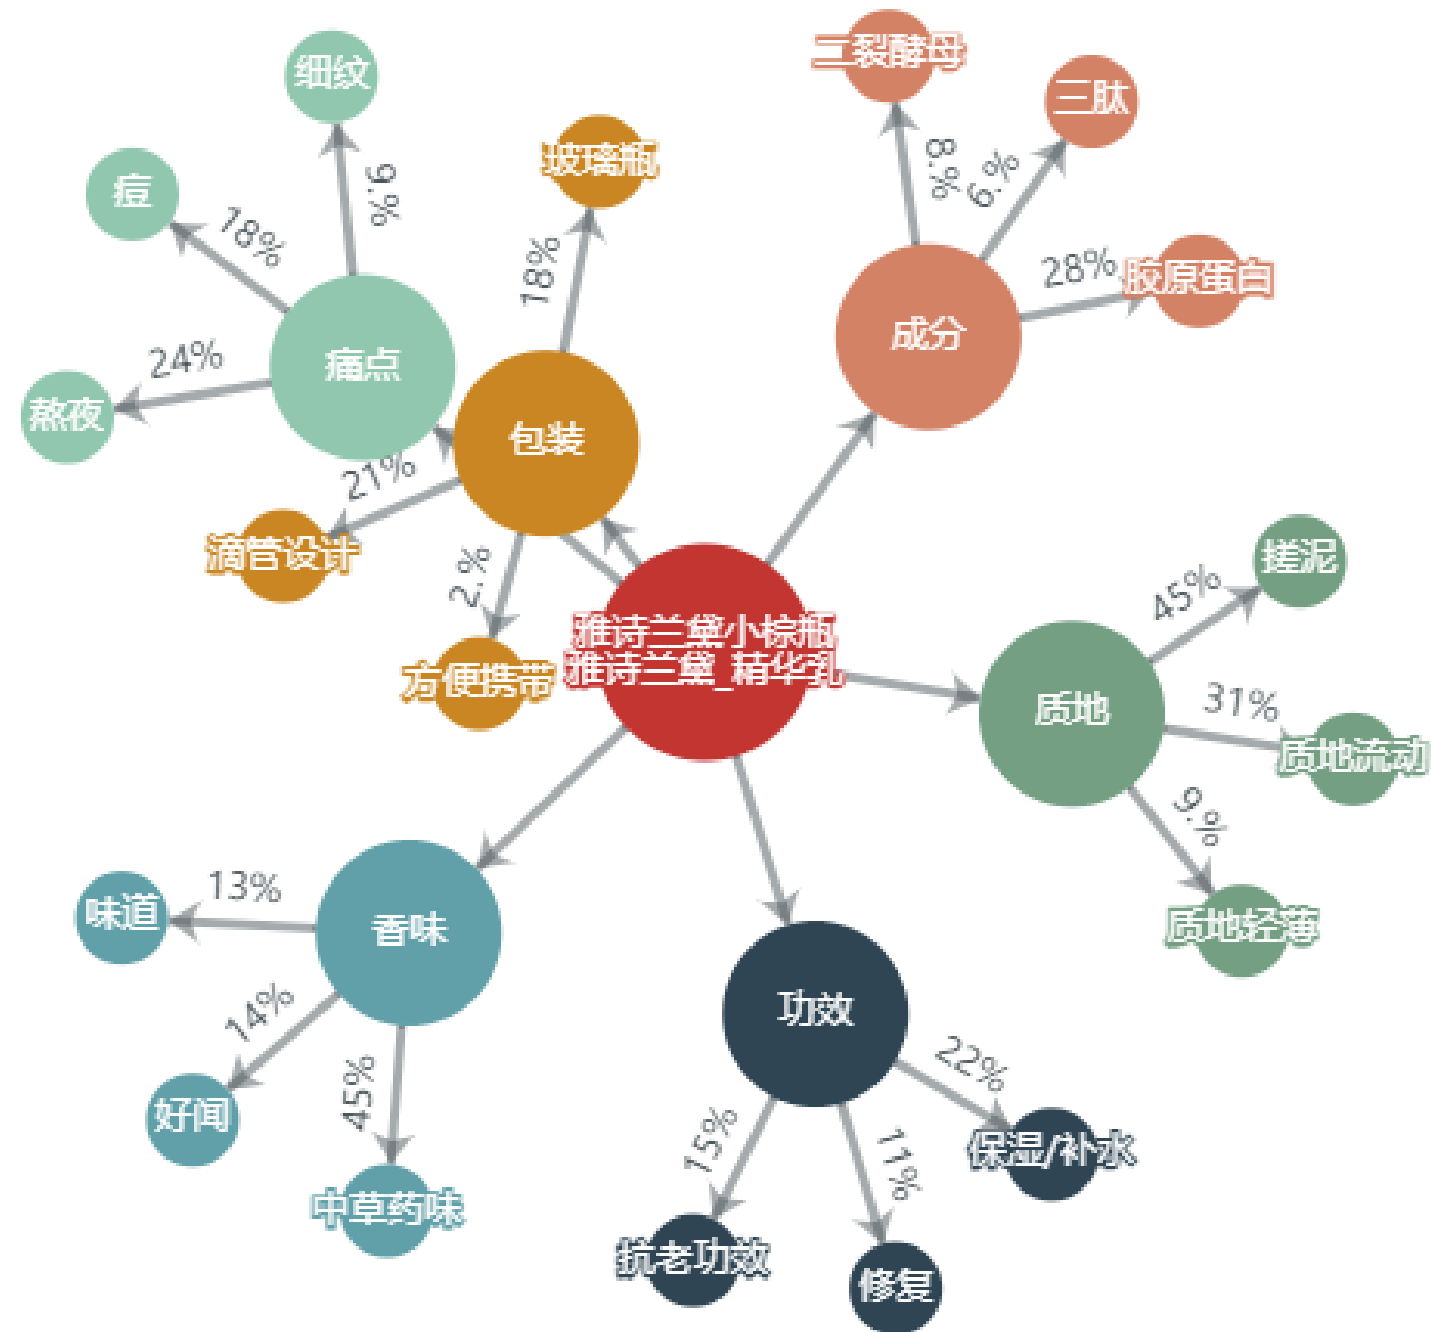 细纹
9.%
痘
18%
24%
熬夜
痛点
玻璃瓶
18%
包装
21%
滴管设计
2.%
方便携带
二裂酵母
8.%
三肽
6.%
28%
胶原蛋白
成分
雅诗兰黛小棕瓶
雅诗兰黛_精华乳
搓泥
45%
质地
31%
质地流动
9.%
质地轻薄
香味
13%
味道
14%
好闻
45%
中草药味
功效
22%
保湿/补水
15%
抗老功效
11%
修复